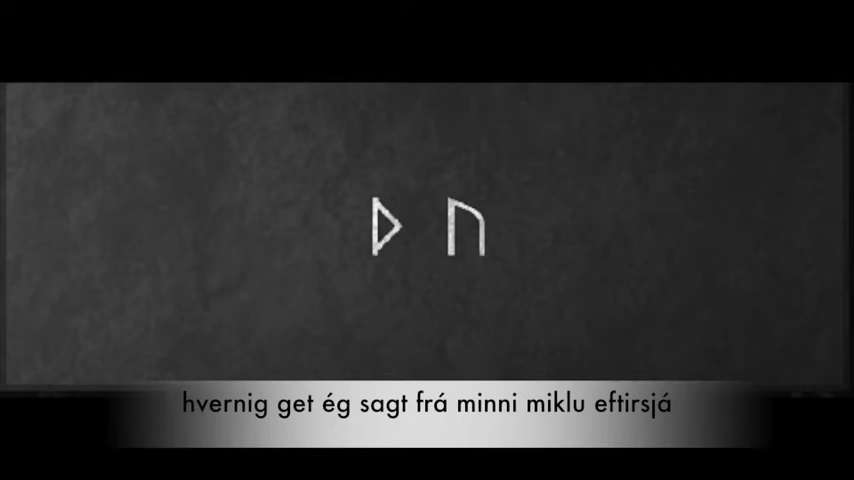 ᚦ ᚢ
hvernig get ég sagt frá minni miklu eftirsjá